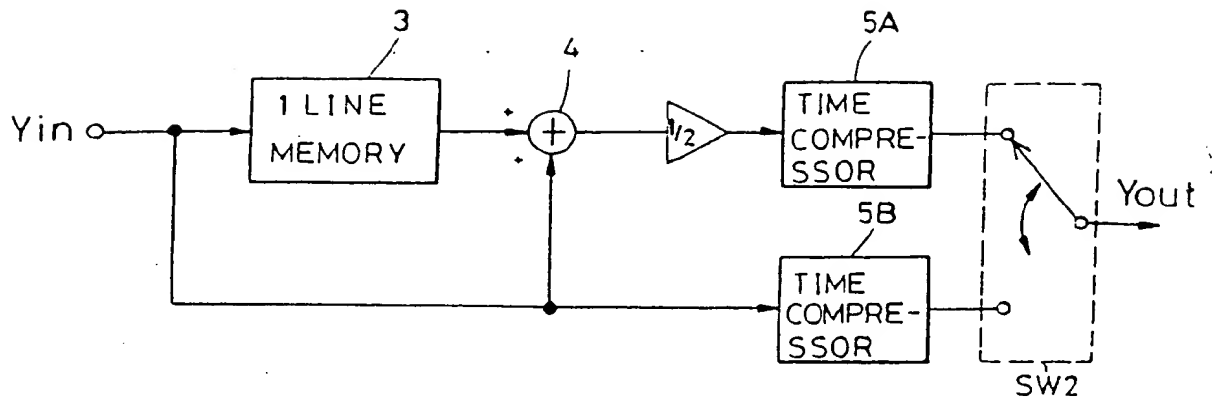 3
4
5A
Yin
1 LINE
MEMORY
+
+
+
1/2
TIME
COMPRE-
SSOR
Yout
5B
TIME
COMPRE-
SSOR
SW2